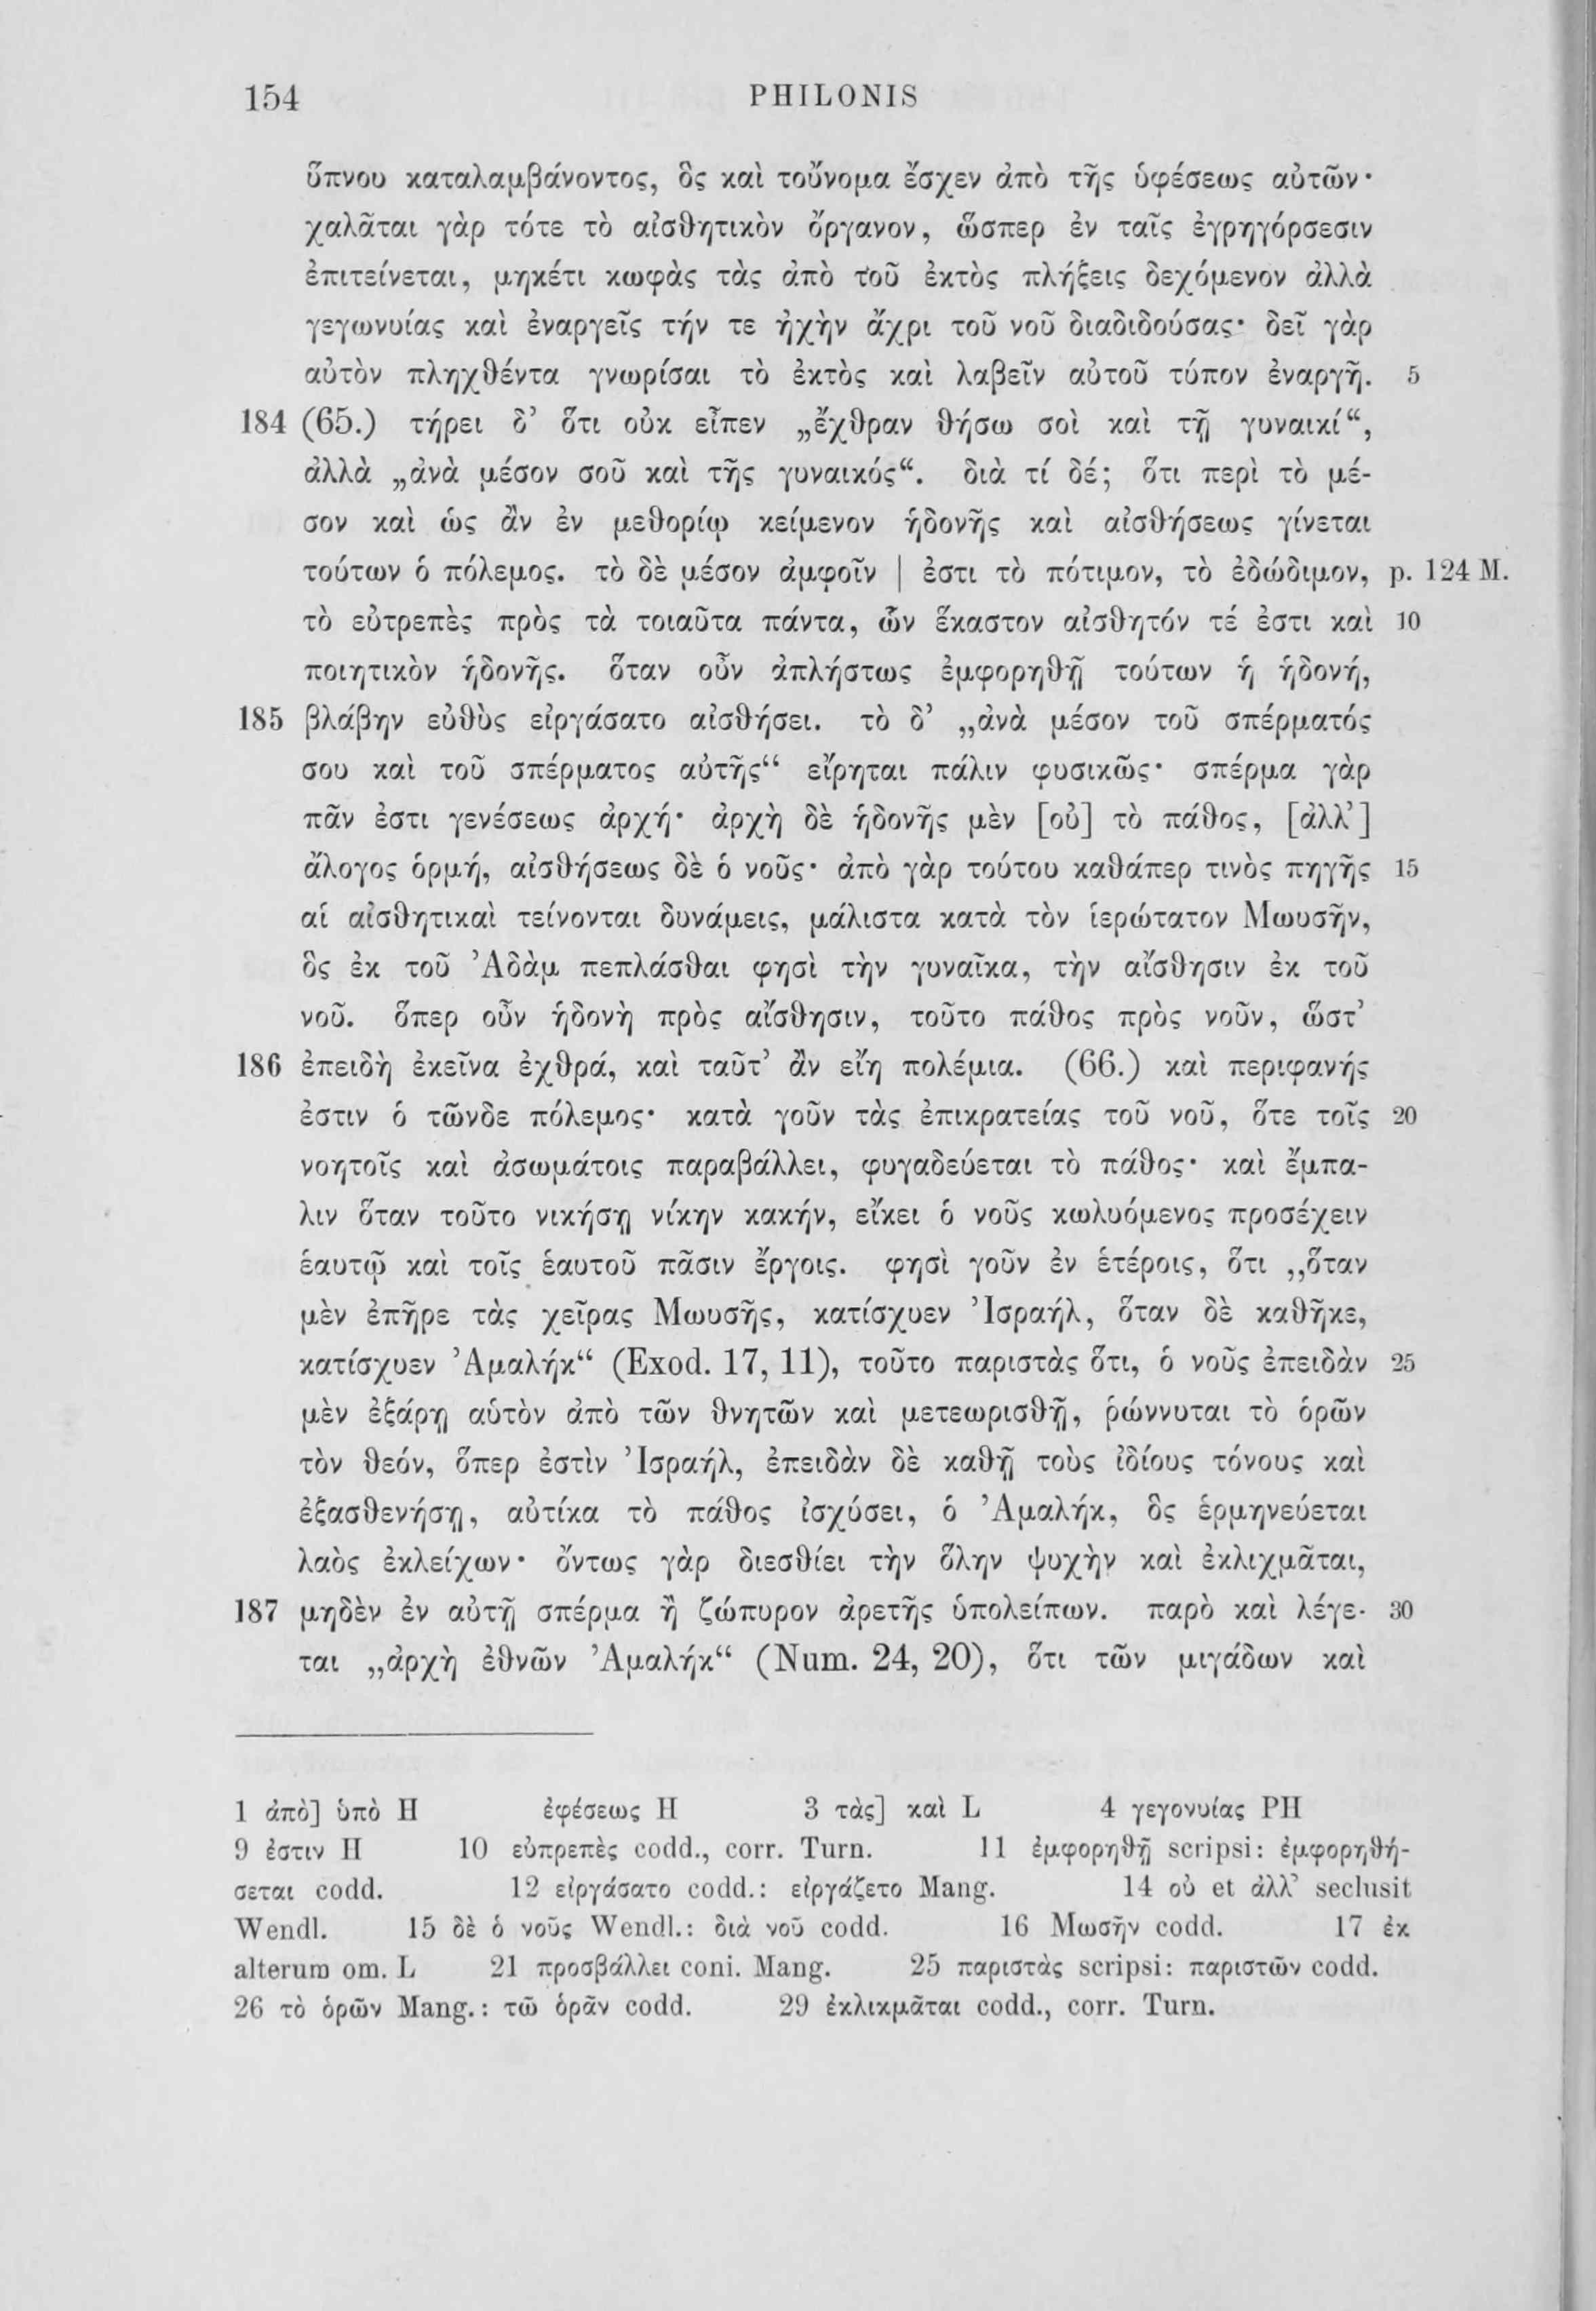 154 PHILONIS
ὕπνου καταλαμβάνοντος, ὃς καὶ τοὔνομα ἔσχεν ἀπὸ τῆς ὑφέσεως αὐτῶν·
χαλᾶται γὰρ τότε τὸ αἰσθητικὸν ὄργανον, ὥσπερ ἐν ταῖς ἐγρηγόρσεσιν
ἐπιτείνεται, μηκέτι κωφὰς τὰς ἀπὸ τοῦ ἐκτὸς πλήξεις δεχόμενον ἀλλὰ
γεγωνυίας καὶ ἐναργεῖς τήν τε ἠχὴν ἄχρι τοῦ νοῦ διαδιδούσας· δεῖ γὰρ
αὐτὸν πληχθέντα γνωρίσαι τὸ ἐκτὸς καὶ λαβεῖν αὐτοῦ τύπον ἐναργῆ. 5
184 (65.) τήρει δ’ ὅτι οὐκ εἶπεν „ἔχθραν θήσω σοὶ καὶ τῇ γυναικί“,
ἀλλὰ „ἀνὰ μέσον σοῦ καὶ τῆς γυναικός“. διὰ τί δέ; ὅτι περὶ τὸ μέ-
σον καὶ ὡς ἂν ἐν μεθορίῳ κείμενον ἡδονῆς καὶ αἰσθήσεως γίνεται
τούτων ὁ πόλεμος. τὸ δὲ μέσον ἀμφοῖν | ἐστι τὸ πότιμον, τὸ ἐδώδιμον, p. 124 M.
τὸ εὐτρεπὲς πρὸς τὰ τοιαῦτα πάντα, ὧν ἕκαστον αἰσθητόν τέ ἐστι καὶ 10
ποιητικὸν ἡδονῆς. ὅταν οὖν ἀπλήστως ἐμφορηθῇ τούτων ἡ ἡδονή,
185 βλάβην εὐθὺς εἰργάσατο αἰσθήσει. τὸ δ’ „ἀνὰ μέσον τοῦ σπέρματός
σου καὶ τοῦ σπέρματος αὐτῆς“ εἴρηται πάλιν φυσικῶς· σπέρμα γὰρ
πᾶν ἐστι γενέσεως ἀρχή· ἀρχὴ δὲ ἡδονῆς μὲν [οὐ] τὸ πάθος, [ἀλλ’]
ἄλογος ὁρμή, αἰσθήσεως δὲ ὁ νοῦς· ἀπὸ γὰρ τούτου καθάπερ τινὸς πηγῆς 15
αἱ αἰσθητικαὶ τείνονται δυνάμεις, μάλιστα κατὰ τὸν ἱερώτατον Μωυσῆν,
ὃς ἐκ τοῦ Ἀδὰμ πεπλάσθαι φησὶ τὴν γυναῖκα, τὴν αἴσθησιν ἐκ τοῦ
νοῦ. ὅπερ οὖν ἡδονὴ πρὸς αἴσθησιν, τοῦτο πάθος πρὸς νοῦν, ὥστ’
186 ἐπειδὴ ἐκεῖνα ἐχθρά, καὶ ταῦτ’ ἂν εἴη πολέμια. (66.) καὶ περιφανής
ἐστιν ὁ τῶνδε πόλεμος· κατὰ γοῦν τὰς ἐπικρατείας τοῦ νοῦ, ὅτε τοῖς 20
νοητοῖς καὶ ἀσωμάτοις παραβάλλει, φυγαδεύεται τὸ πάθος· καὶ ἔμπα-
λιν ὅταν τοῦτο νικήσῃ νίκην κακήν, εἴκει ὁ νοῦς κωλυόμενος προσέχειν
ἑαυτῷ καὶ τοῖς ἑαυτοῦ πᾶσιν ἔργοις. φησὶ γοῦν ἐν ἑτέροις, ὅτι „ὅταν
μὲν ἐπῆρε τὰς χεῖρας Μωυσῆς, κατίσχυεν Ἰσραήλ, ὅταν δὲ καθῆκε,
κατίσχυεν Ἀμαλήκ“ (Exod. 17, 11), τοῦτο παριστὰς ὅτι, ὁ νοῦς ἐπειδὰν 25
μὲν ἐξάρῃ αὑτὸν ἀπὸ τῶν θνητῶν καὶ μετεωρισθῇ, ῥώννυται τὸ ὁρῶν
τὸν θεόν, ὅπερ ἐστὶν Ἰσραήλ, ἐπειδὰν δὲ καθῇ τοὺς ἰδίους τόνους καὶ
ἐξασθενήσῃ, αὐτίκα τὸ πάθος ἰσχύσει, ὁ Ἀμαλήκ, ὃς ἑρμηνεύεται
λαὸς ἐκλείχων· ὄντως γὰρ διεσθίει τὴν ὅλην ψυχὴν καὶ ἐκλιχμᾶται,
187 μηδὲν ἐν αὐτῇ σπέρμα ἢ ζώπυρον ἀρετῆς ὑπολείπων. παρὸ καὶ λέγε- 30
ται „ἀρχὴ ἐθνῶν Ἀμαλήκ“ (Num. 24, 20), ὅτι τῶν μιγάδων καὶ
1 ἀπὸ] ὑπὸ H ἐφέσεως H 3 τὰς] καὶ L 4 γεγονυίας PH
9 ἐστιν H 10 εὐπρεπὲς codd., corr. Turn. 11 ἐμφορηθῇ scripsi: ἐμφορηθή-
σεται codd. 12 εἰργάσατο codd.: εἰργάζετο Mang. 14 οὐ et ἀλλ’ seclusit
Wendl. 15 δὲ ὁ νοῦς Wendl.: διὰ νοῦ codd. 16 Μωσῆν codd. 17 ἐκ
alterum om. L 21 προσβάλλει coni. Mang. 25 παριστὰς scripsi: παριστῶν codd.
26 τὸ ὁρῶν Mang.: τῶ ὁρᾶν codd. 29 ἐκλικμᾶται codd., corr. Turn.